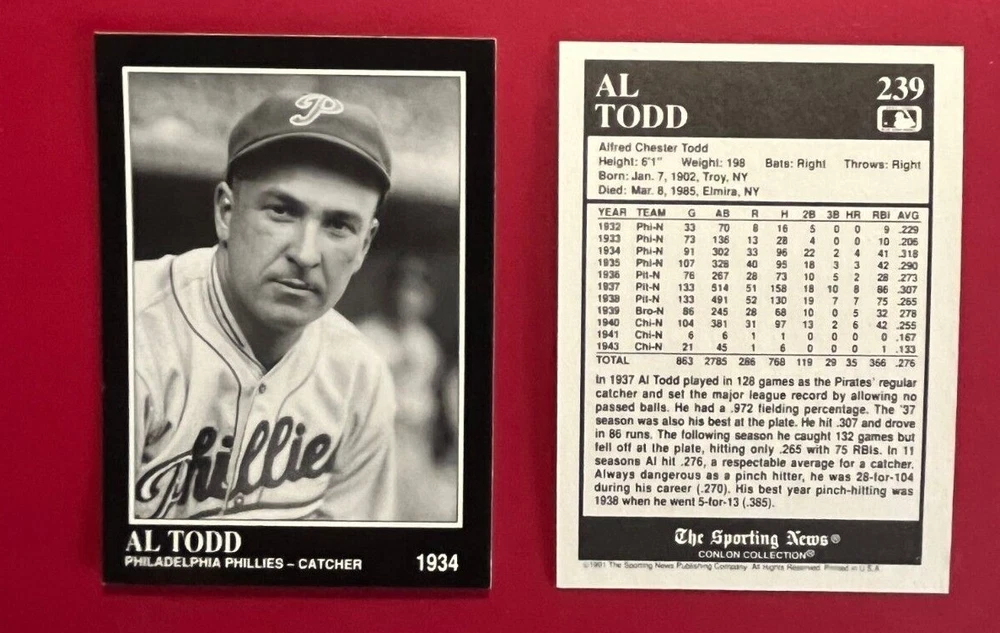 P
Phillies
AL TODD
PHILADELPHIA PHILLIES – CATCHER 1934
AL
TODD
239
Alfred Chester Todd
Height: 6'1" Weight: 198 Bats: Right Throws: Right
Born: Jan. 7, 1902, Troy, NY
Died: Mar. 8, 1985, Elmira, NY
YEAR TEAM G AB R H 2B 3B HR RBI AVG
1932 Phi-N 33 70 8 16 5 0 0 9 .229
1933 Phi-N 73 136 13 28 4 0 0 10 .206
1934 Phi-N 91 302 33 96 22 2 4 41 .318
1935 Phi-N 107 328 40 95 18 3 3 42 .290
1936 Pit-N 76 267 28 73 10 5 2 28 .273
1937 Pit-N 133 514 51 158 18 10 8 86 .307
1938 Pit-N 133 491 52 130 19 7 7 75 .265
1939 Bro-N 86 245 28 68 10 0 5 32 .278
1940 Chi-N 104 381 31 97 13 2 6 42 .255
1941 Chi-N 6 6 1 1 0 0 0 0 .167
1943 Chi-N 21 45 1 6 0 0 0 1 .133
TOTAL 863 2785 286 768 119 29 35 366 .276
In 1937 Al Todd played in 128 games as the Pirates' regular
catcher and set the major league record by allowing no
passed balls. He had a .972 fielding percentage. The '37
season was also his best at the plate. He hit .307 and drove
in 86 runs. The following season he caught 132 games but
fell off at the plate, hitting only .265 with 75 RBIs. In 11
seasons Al hit .276, a respectable average for a catcher.
Always dangerous as a pinch hitter, he was 28-for-104
during his career (.270). His best year pinch-hitting was
1938 when he went 5-for-13 (.385).
The Sporting News®
CONLON COLLECTION®
©1991 The Sporting News Publishing Company. All Rights Reserved. Printed in U.S.A.